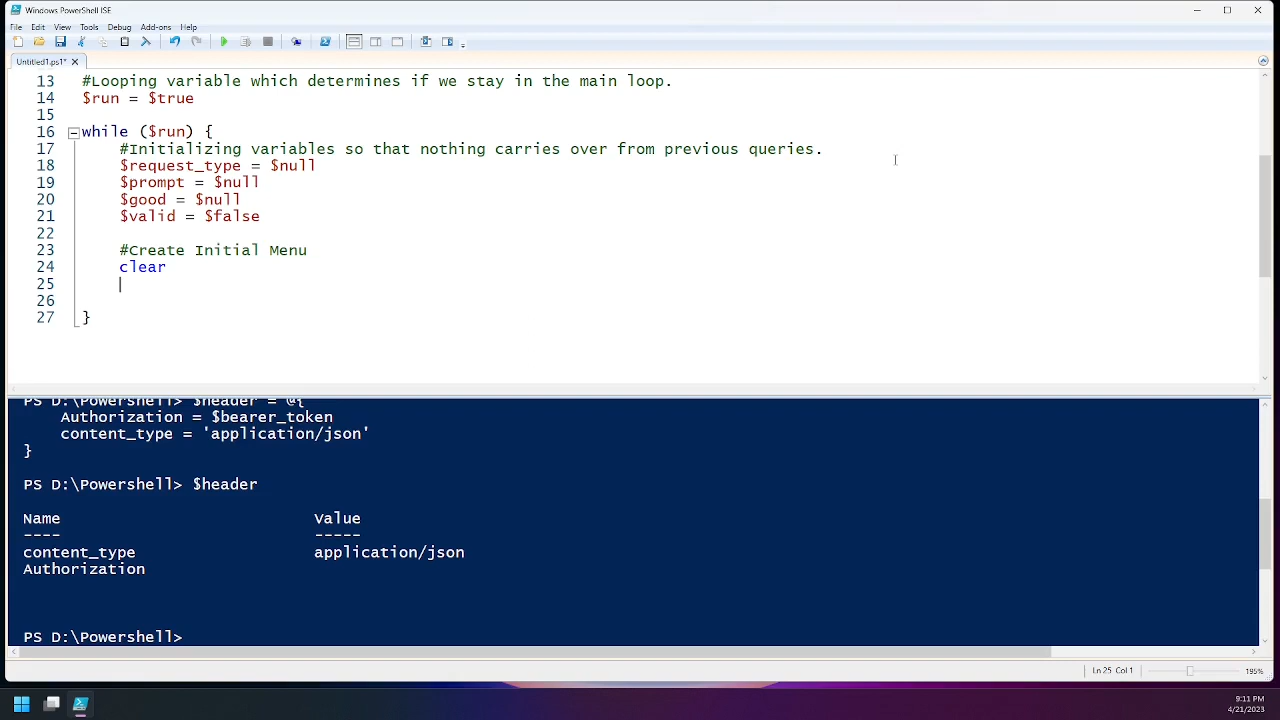 Windows PowerShell ISE
File Edit View Tools Debug Add-ons Help
Untitled1.ps1*
13 #Looping variable which determines if we stay in the main loop.
14 $run = $true
15
16 while ($run) {
17 #Initializing variables so that nothing carries over from previous queries.
18 $request_type = $null
19 $prompt = $null
20 $good = $null
21 $valid = $false
22
23 #Create Initial Menu
24 clear
25
26
27 }
PS D:\Powershell> $header = @{
Authorization = $bearer_token
content_type = 'application/json'
}
PS D:\Powershell> $header
Name Value
---- -----
content_type application/json
Authorization
PS D:\Powershell>
Ln 25 Col 1 195%
9:11 PM
4/21/2023